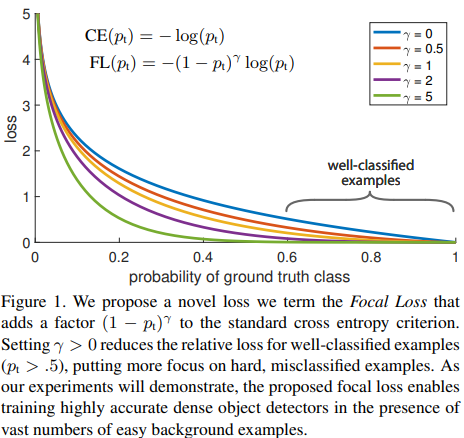 5
4
3
2
1
0
loss
CE(pt) = − log(pt)
FL(pt) = −(1 − pt)γ log(pt)
γ = 0
γ = 0.5
γ = 1
γ = 2
γ = 5
well-classified
examples
0 0.2 0.4 0.6 0.8 1
probability of ground truth class
Figure 1. We propose a novel loss we term the Focal Loss that
adds a factor (1 − pt)γ to the standard cross entropy criterion.
Setting γ > 0 reduces the relative loss for well-classified examples
(pt > .5), putting more focus on hard, misclassified examples. As
our experiments will demonstrate, the proposed focal loss enables
training highly accurate dense object detectors in the presence of
vast numbers of easy background examples.